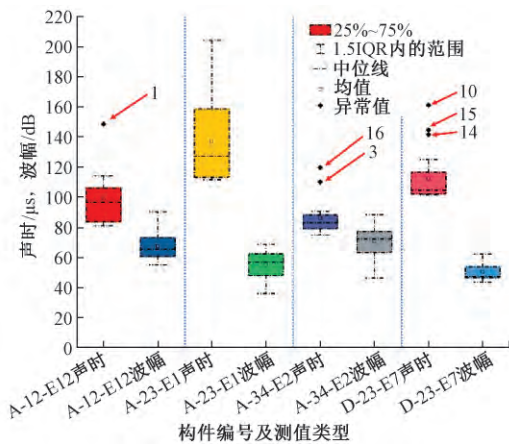 220
200
180
160
140
120
100
80
60
40
20
0
声时/μs，波幅/dB
25%~75%
1.5IQR内的范围
中位线
均值
异常值
1
16
3
10
15
14
A-12-E12声时
A-12-E12波幅
A-23-E1声时
A-23-E1波幅
A-34-E2声时
A-34-E2波幅
D-23-E7声时
D-23-E7波幅
构件编号及测值类型